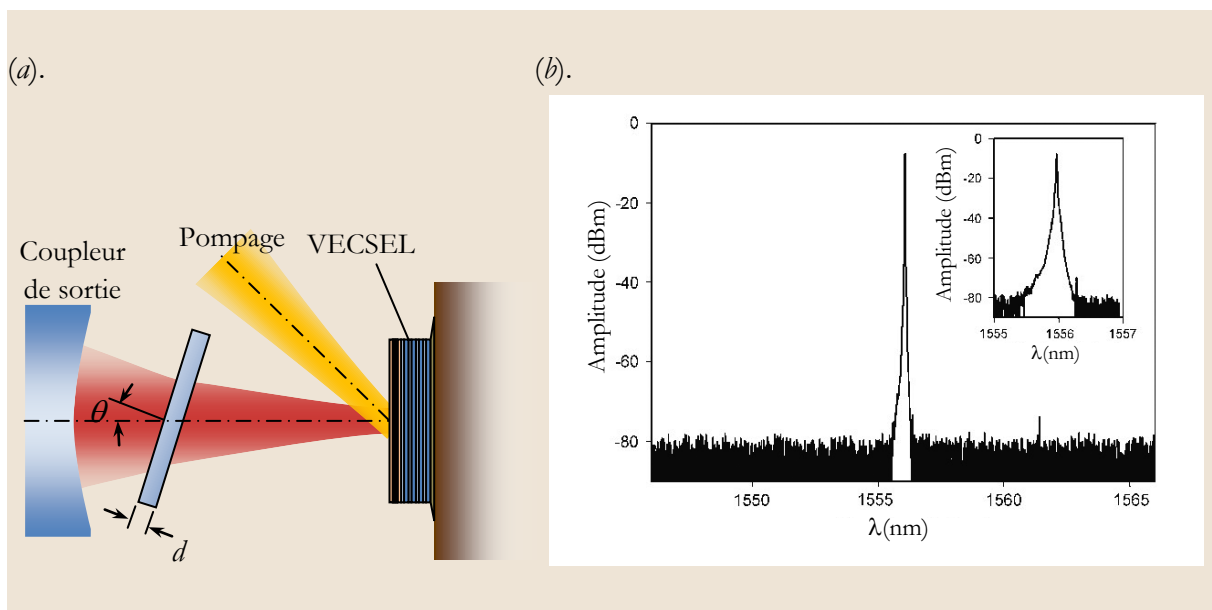 (a).
(b).
Coupleur
de sortie
Pompage
VECSEL
θ
d
Amplitude (dBm)
0
-20
-40
-60
-80
1550
1555
1560
1565
λ(nm)
Amplitude (dBm)
0
-20
-40
-60
-80
1555
1556
1557
λ(nm)